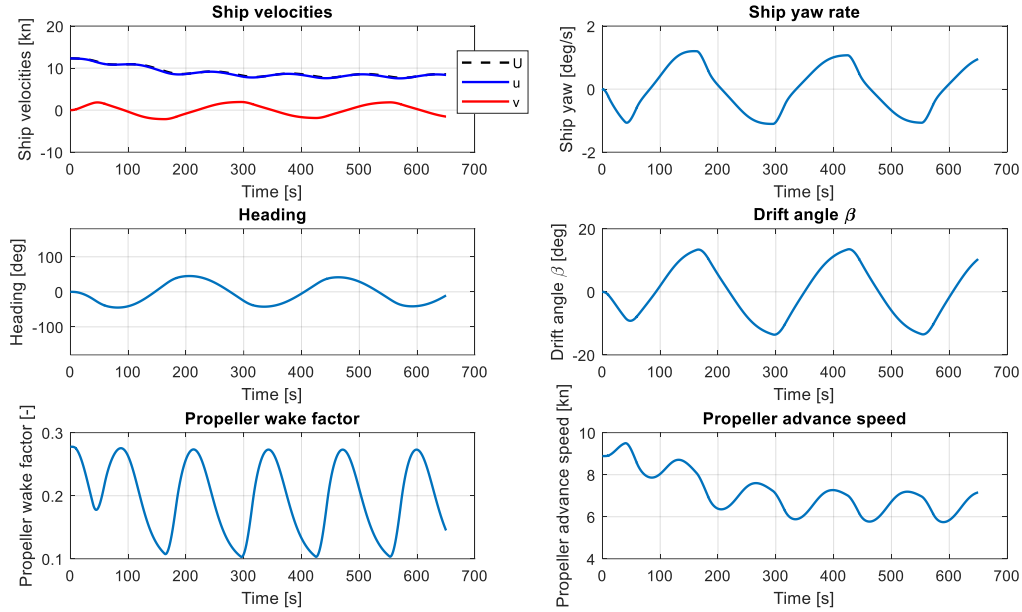 Ship velocities
Ship velocities [kn]
20
10
0
-10
0 100 200 300 400 500 600 700
Time [s]
U
u
v
Ship yaw rate
Ship yaw [deg/s]
2
0
-2
0 100 200 300 400 500 600 700
Time [s]
Heading
Heading [deg]
100
0
-100
0 100 200 300 400 500 600 700
Time [s]
Drift angle β
Drift angle β [deg]
20
0
-20
0 100 200 300 400 500 600 700
Time [s]
Propeller wake factor
Propeller wake factor [-]
0.3
0.2
0.1
0 100 200 300 400 500 600 700
Time [s]
Propeller advance speed
Propeller advance speed [kn]
10
8
6
4
0 100 200 300 400 500 600 700
Time [s]